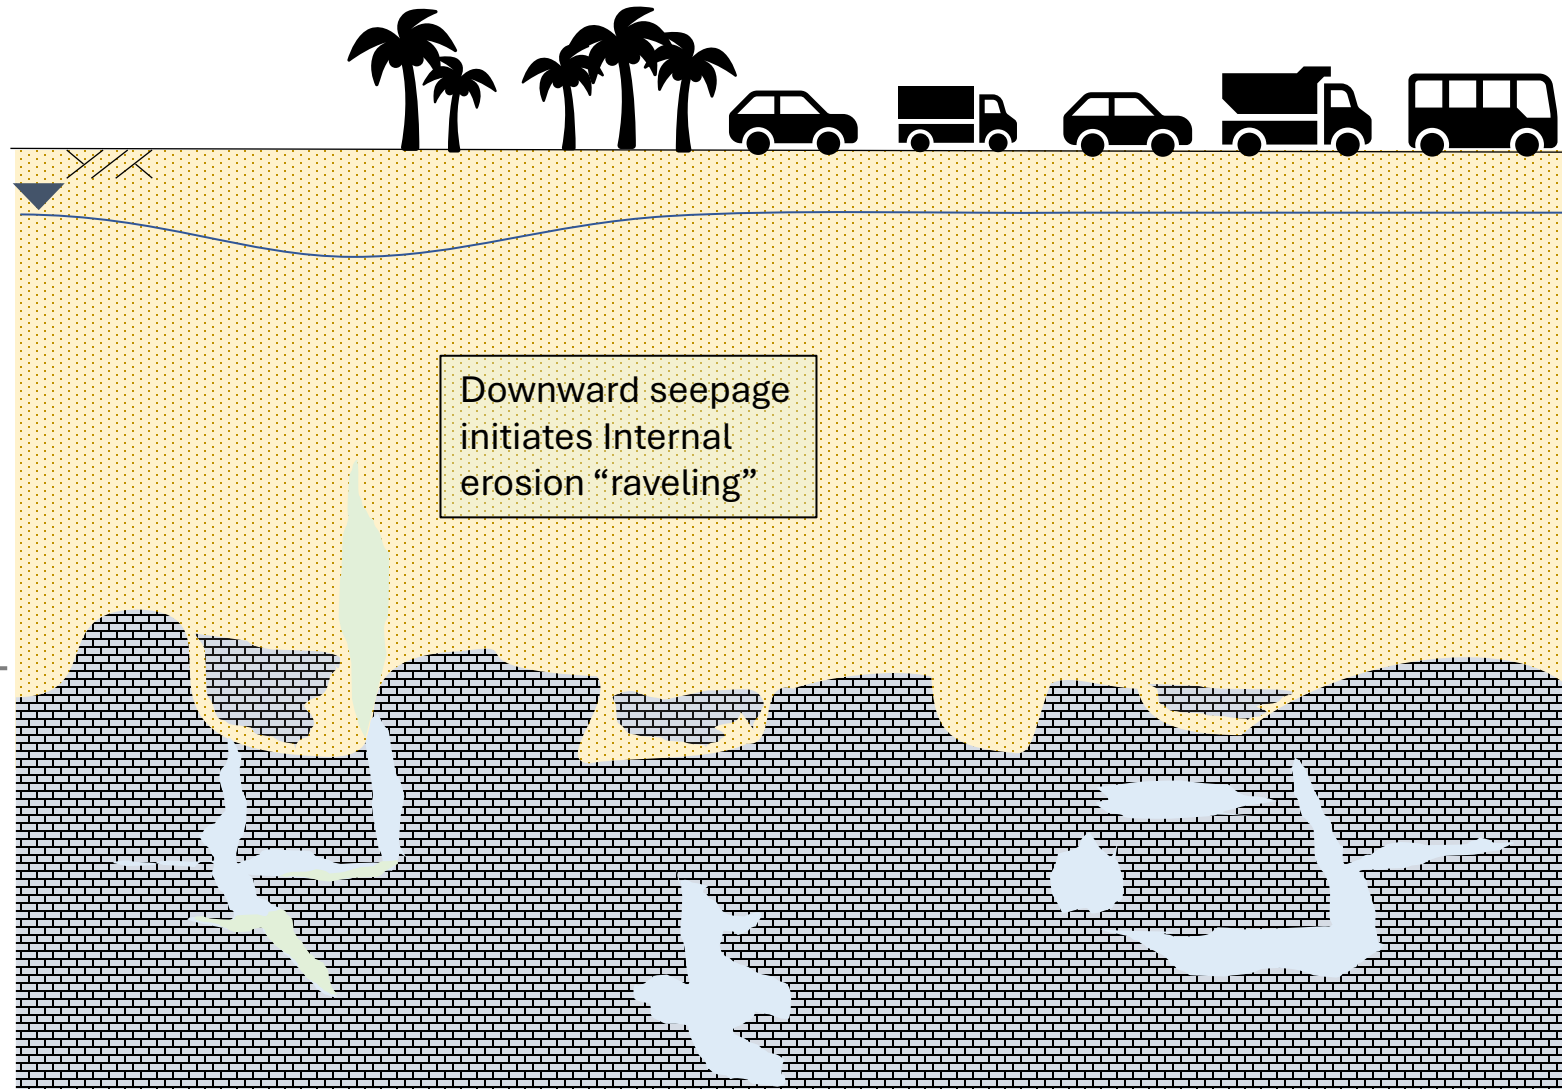 Downward seepage
initiates Internal
erosion “raveling”